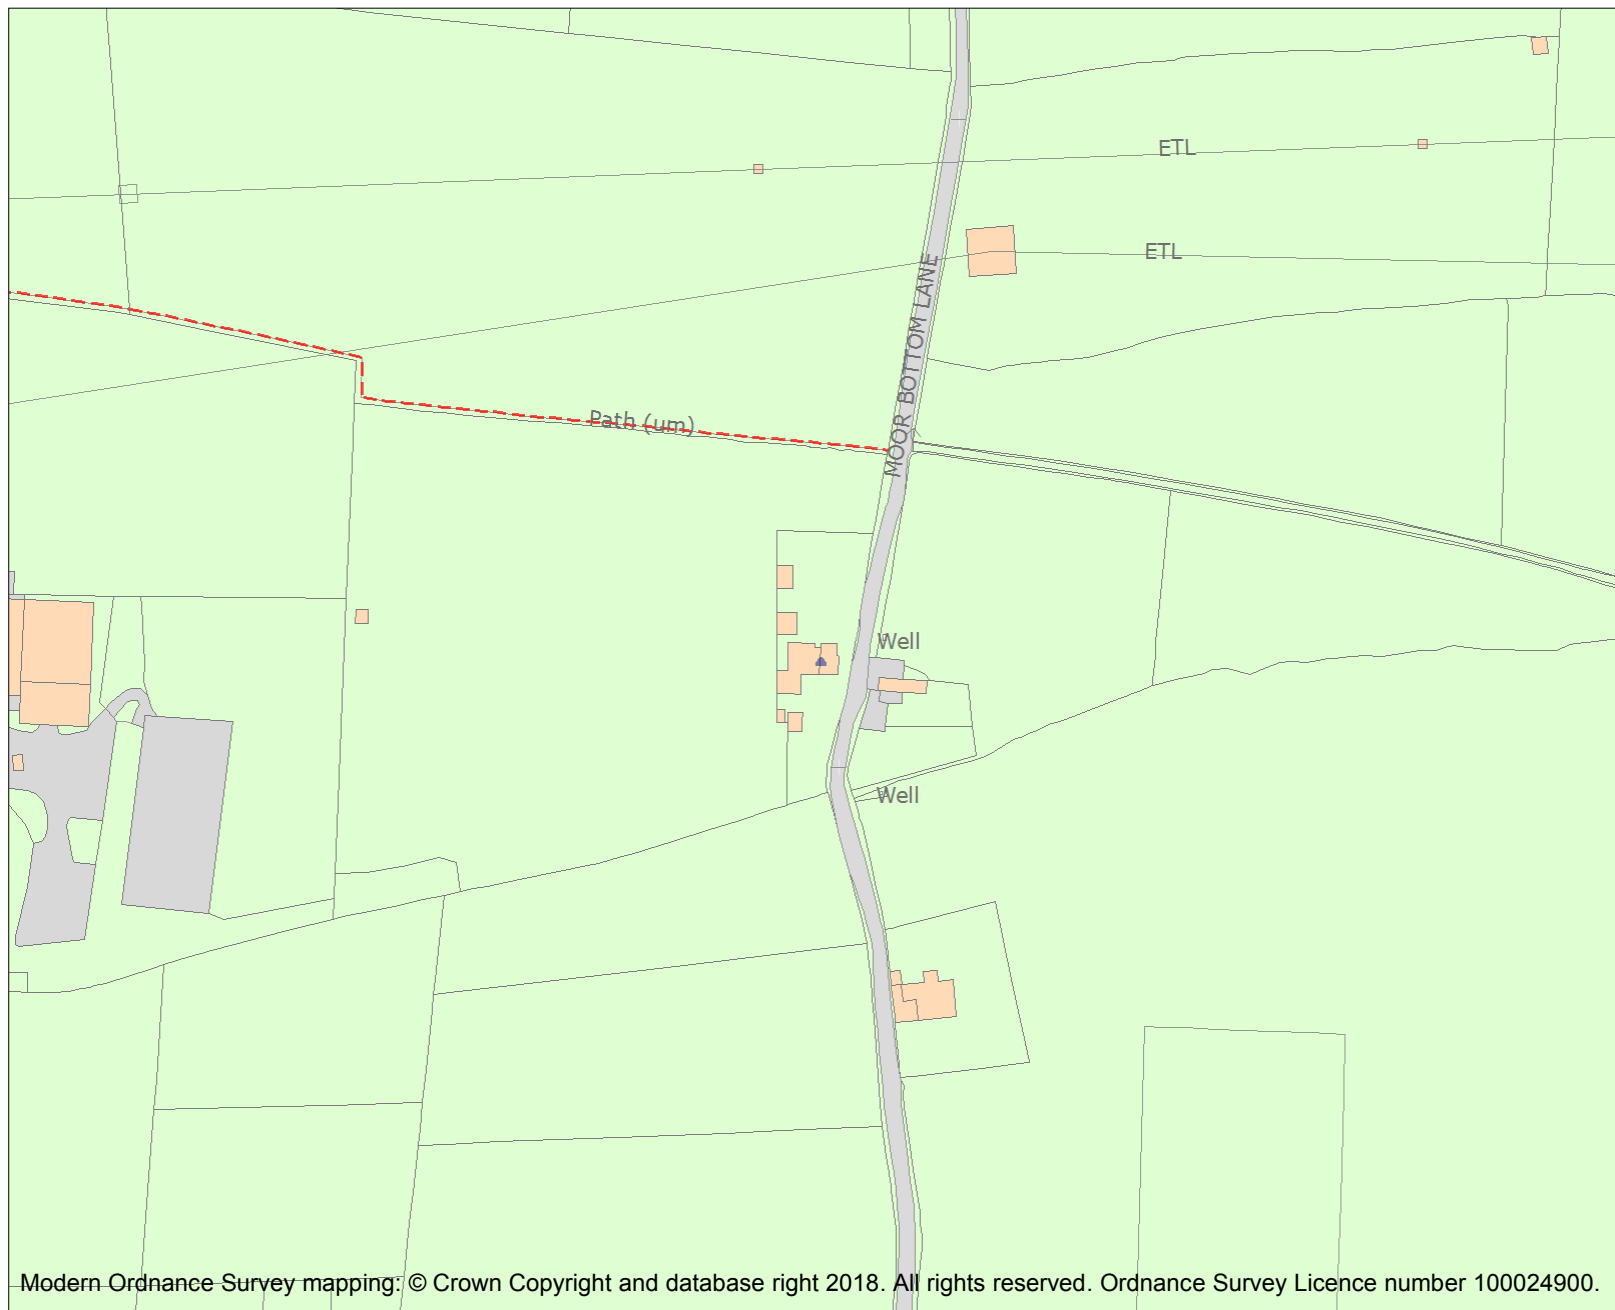 ETL
ETL
MOOR BOTTOM LANE
Path (um)
Well
Well
Modern Ordnance Survey mapping: © Crown Copyright and database right 2018. All rights reserved. Ordnance Survey Licence number 100024900.